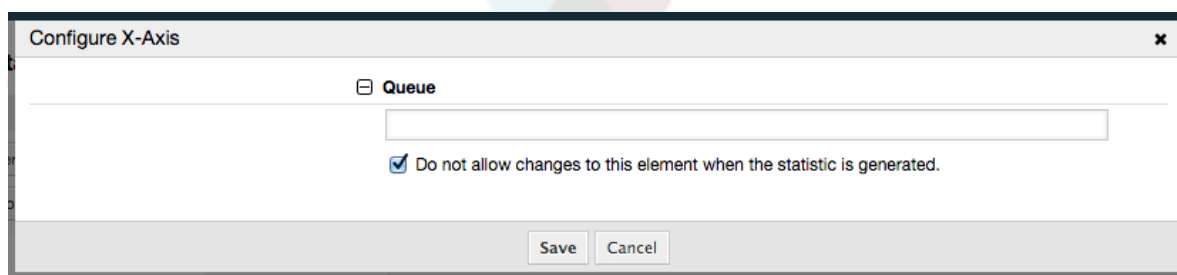 Configure X-Axis
Queue
Do not allow changes to this element when the statistic is generated.
Save Cancel